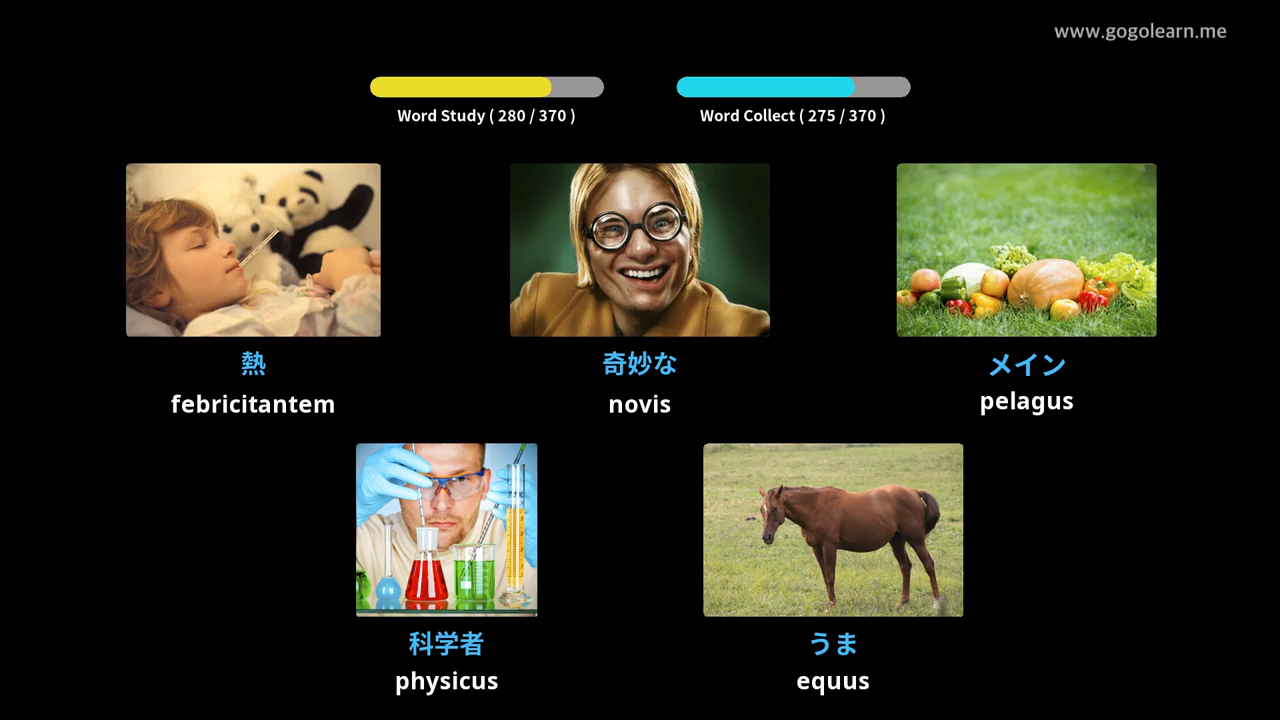 www.gogolearn.me
Word Study ( 280 / 370 )
Word Collect ( 275 / 370 )
熱
奇妙な
メイン
febricitantem
novis
pelagus
科学者
うま
physicus
equus